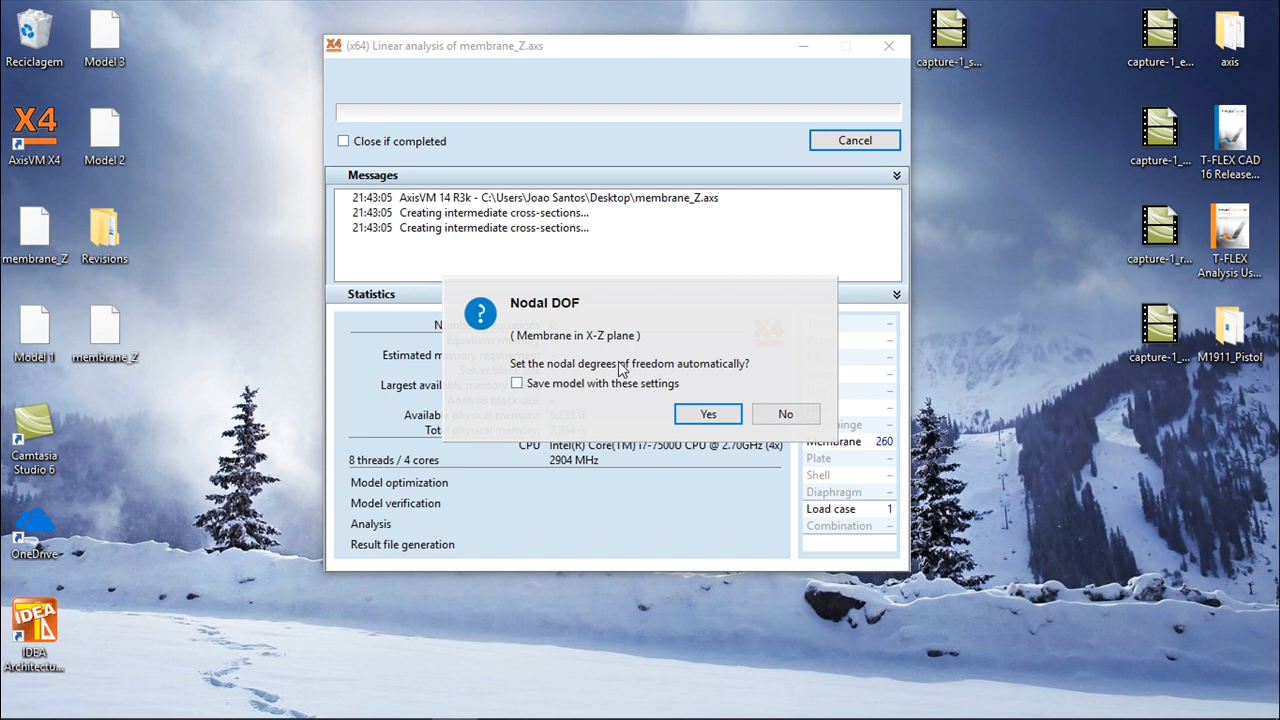 Reciclagem
Model 3
X4
AxisVM X4
Model 2
membrane_Z
Revisions
Model 1
membrane_Z
Camtasia
Studio 6
OneDrive
IDEA
IDEA
Architectu...
X4 (x64) Linear analysis of membrane_Z.axs
Close if completed
Cancel
Messages
21:43:05 AxisVM 14 R3k - C:\Users\Joao Santos\Desktop\membrane_Z.axs
21:43:05 Creating intermediate cross-sections...
21:43:05 Creating intermediate cross-sections...
Statistics
Nodal DOF
( Membrane in X-Z plane )
Set the nodal degrees of freedom automatically?
Save model with these settings
Yes
No
Estimated m
Largest avail
Availab
Tot
CPU Intel(R) Core(TM) i7-7500U CPU @ 2.70GHz (4x)
8 threads / 4 cores 2904 MHz
Model optimization
Model verification
Analysis
Result file generation
Membrane 260
Plate –
Shell –
Diaphragm –
Load case 1
Combination –
capture-1_s...
capture-1_e...
axis
capture-1_...
T-FLEX CAD
16 Release...
capture-1_r...
T-FLEX
Analysis Us...
capture-1_...
M1911_Pistol